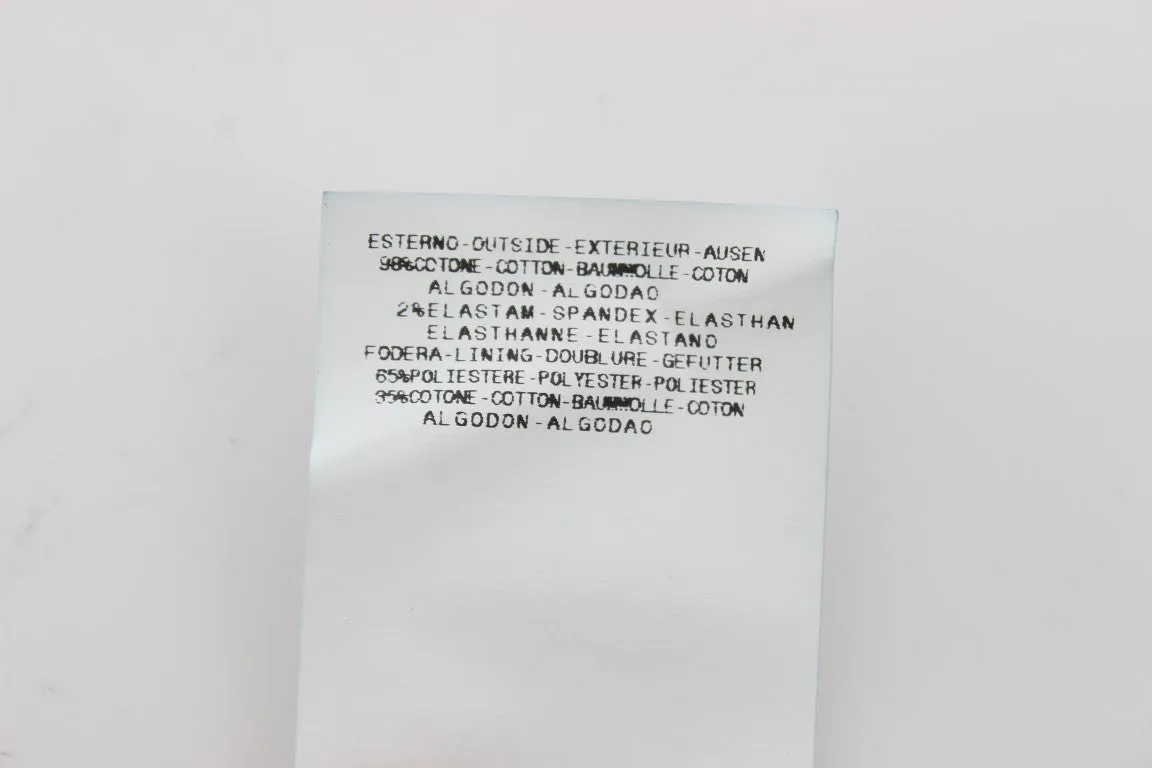 ESTERNO-OUTSIDE-EXTERIEUR-AUSEN
98%COTONE-COTTON-BAUMWOLLE-COTON
ALGODON-ALGODAO
2%ELASTAM-SPANDEX-ELASTHAN
ELASTHANNE-ELASTANO
FODERA-LINING-DOUBLURE-GEFUTTER
65%POLIESTERE-POLYESTER-POLIESTER
35%COTONE-COTTON-BAUMWOLLE-COTON
ALGODON-ALGODAO